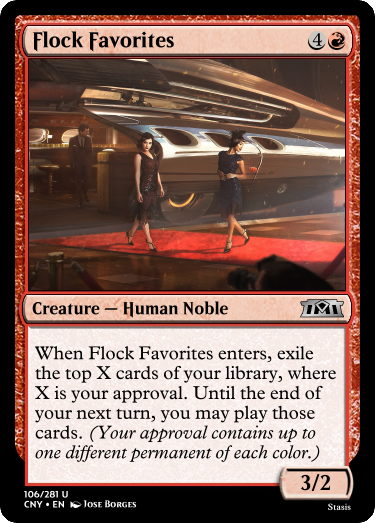 Flock Favorites 4
Creature — Human Noble
When Flock Favorites enters, exile
the top X cards of your library, where
X is your approval. Until the end of
your next turn, you may play those
cards. (Your approval contains up to
one different permanent of each color.)
3/2
106/281 U
CNY • EN Jose Borges
Stasis